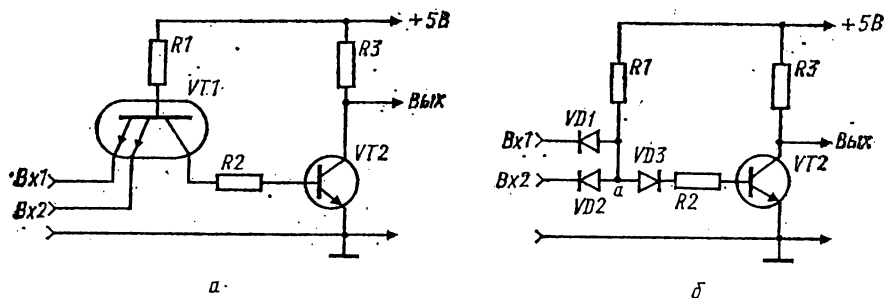 +5В
R1
R3
VT1
Вых
R2
VT2
Вх1
Вх2
а
+5В
R1
R3
VD1
Вх1
Вых
VD3
VT2
Вх2
а
VD2
R2
б